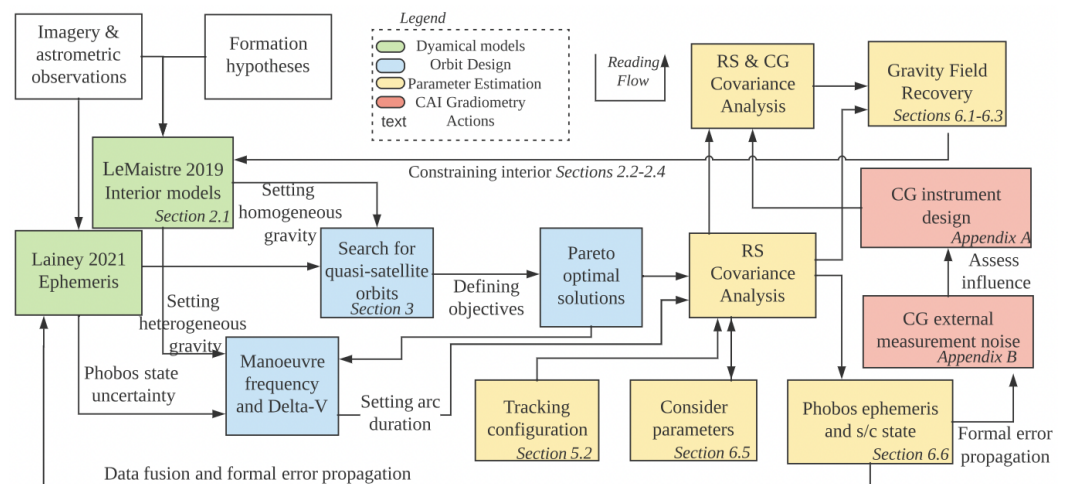 Imagery &
astrometric
observations
Formation
hypotheses
Legend
Dyamical models
Orbit Design
Parameter Estimation
CAI Gradiometry
text
Actions
Reading
Flow
RS & CG
Covariance
Analysis
Gravity Field
Recovery
Sections 6.1-6.3
LeMaistre 2019
Interior models
Section 2.1
Constraining interior Sections 2.2-2.4
Setting
homogeneous
gravity
CG instrument
design
Appendix A
Lainey 2021
Ephemeris
Search for
quasi-satellite
orbits
Section 3
Defining
objectives
Pareto
optimal
solutions
RS
Covariance
Analysis
Assess
influence
Setting
heterogeneous
gravity
CG external
measurement noise
Appendix B
Manoeuvre
frequency
and Delta-V
Phobos state
uncertainty
Setting arc
duration
Tracking
configuration
Section 5.2
Consider
parameters
Section 6.5
Phobos ephemeris
and s/c state
Section 6.6
Formal error
propagation
Data fusion and formal error propagation